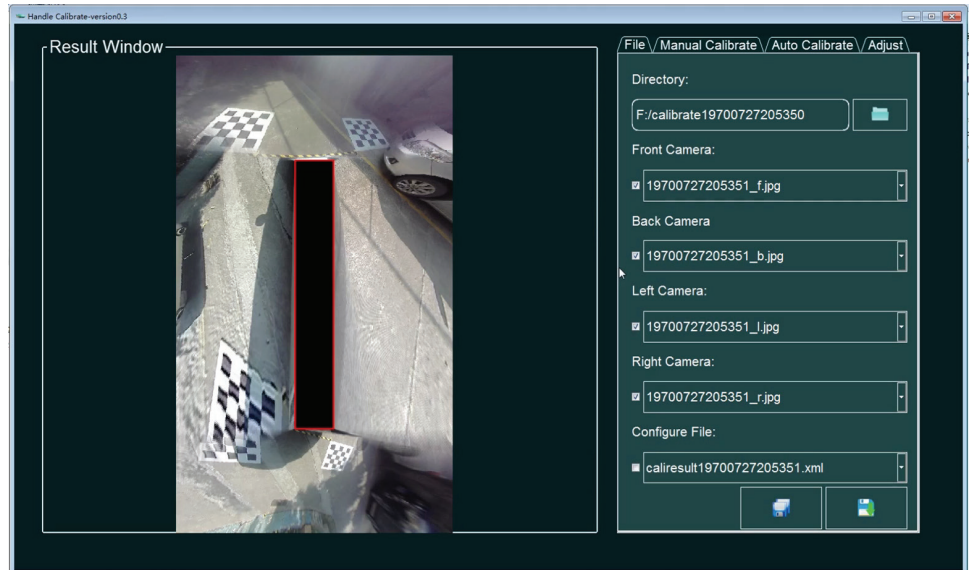 Handle Calibrate-version0.3
Result Window
File
Manual Calibrate
Auto Calibrate
Adjust
Directory:
F:/calibrate19700727205350
Front Camera:
19700727205351_f.jpg
Back Camera
19700727205351_b.jpg
Left Camera:
19700727205351_l.jpg
Right Camera:
19700727205351_r.jpg
Configure File:
caliresult19700727205351.xml